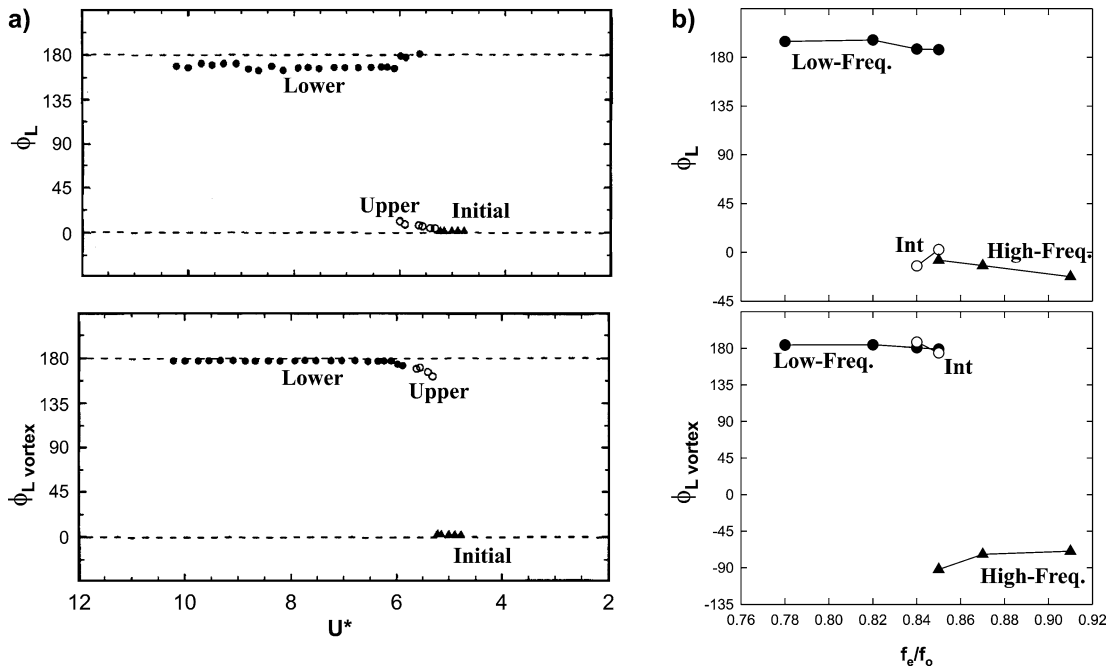 a)
180
135
90
45
0
ϕL
Lower
Upper
Initial
180
135
90
45
0
ϕL vortex
Lower
Upper
Initial
12
10
8
6
4
2
U*
b)
180
135
90
45
0
-45
ϕL
Low-Freq.
Int
High-Freq.
180
135
90
45
0
-45
-90
-135
ϕL vortex
Low-Freq.
Int
High-Freq.
0.76
0.78
0.80
0.82
0.84
0.86
0.88
0.90
0.92
fe/fo